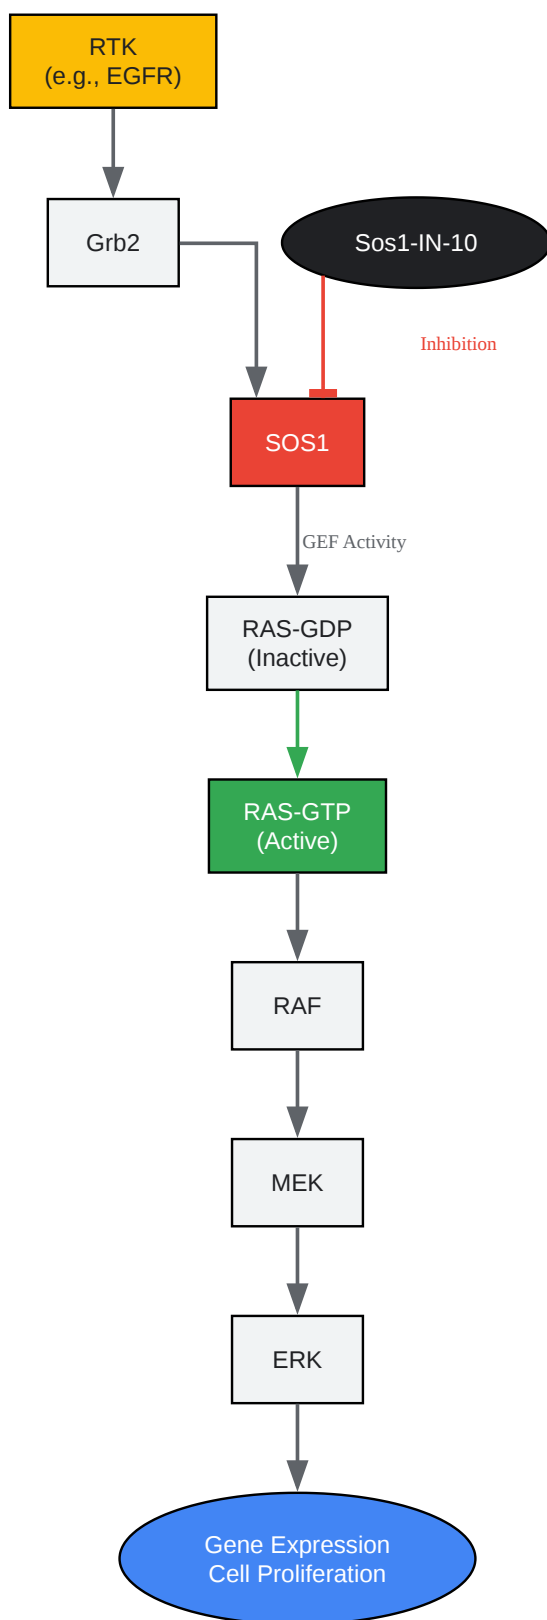 RTK
(e.g., EGFR)
Grb2
Sos1-IN-10
Inhibition
SOS1
GEF Activity
RAS-GDP
(Inactive)
RAS-GTP
(Active)
RAF
MEK
ERK
Gene Expression
Cell Proliferation